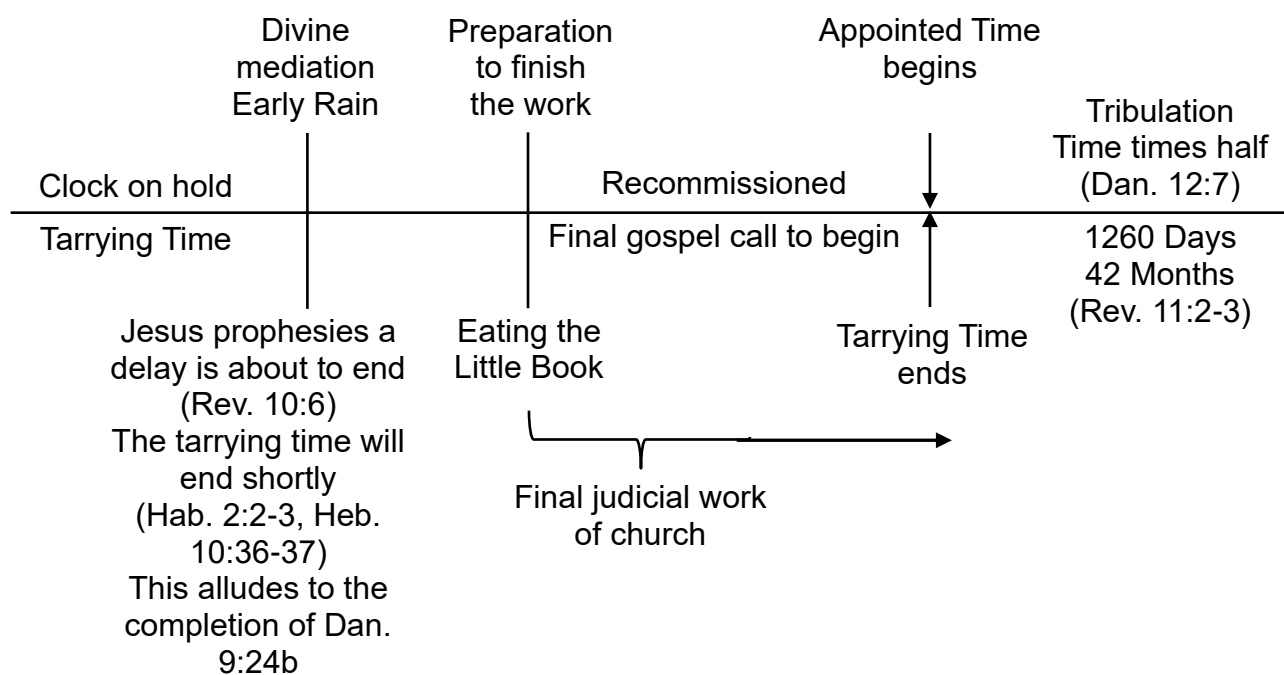 Divine
mediation
Early Rain
Preparation
to finish
the work
Appointed Time
begins
Tribulation
Time times half
(Dan. 12:7)
Clock on hold
Recommissioned
Tarrying Time
Final gospel call to begin
1260 Days
42 Months
(Rev. 11:2-3)
Jesus prophesies a
delay is about to end
(Rev. 10:6)
The tarrying time will
end shortly
(Hab. 2:2-3, Heb.
10:36-37)
This alludes to the
completion of Dan.
9:24b
Eating the
Little Book
Tarrying Time
ends
Final judicial work
of church